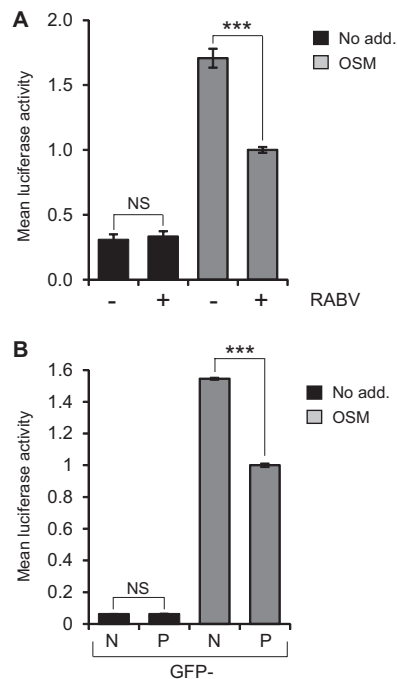 A
Mean luciferase activity
2.0
1.5
1.0
0.5
0.0
NS
***
No add.
OSM
- + - + RABV
B
Mean luciferase activity
1.6
1.4
1.2
1
0.8
0.6
0.4
0.2
0
NS
***
No add.
OSM
N P N P
GFP-